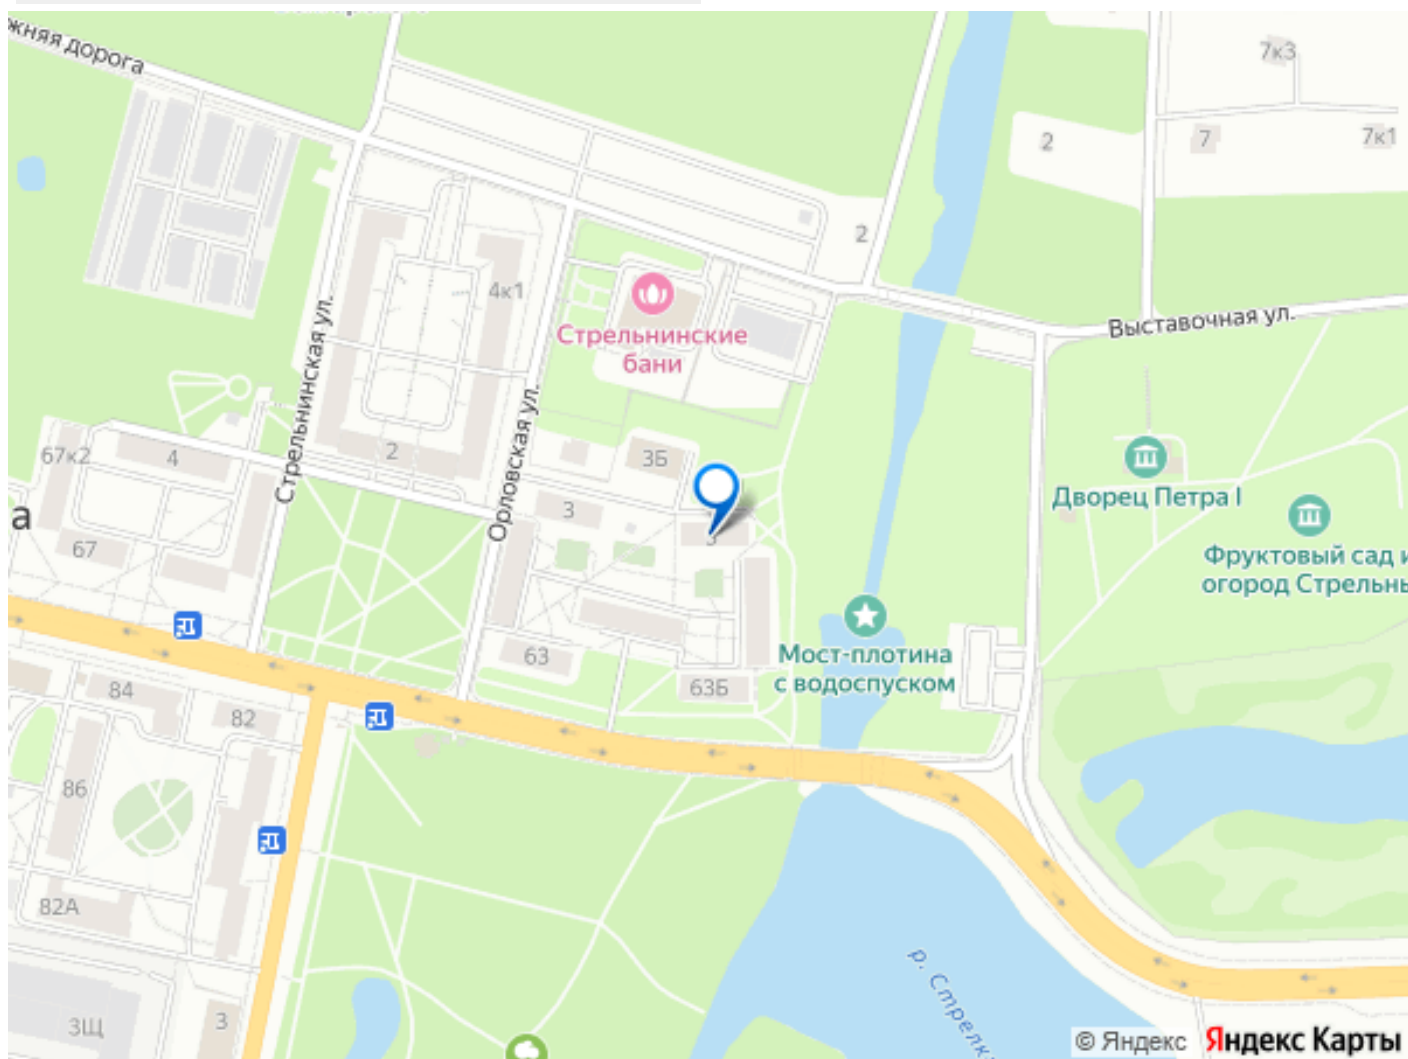 жняя дорога
7к3
2
7
7к1
2
4к1
Стрельнинские
бани
Выставочная ул.
Стрельнинская ул.
Орловская ул.
67к2
4
2
3Б
3
Дворец Петра I
Фруктовый сад и
огород Стрельны
а
67
Мост-плотина
с водоспуском
63
63Б
84
82
86
82А
3Щ
3
р. Стрелка
© Яндекс
Яндекс Карты